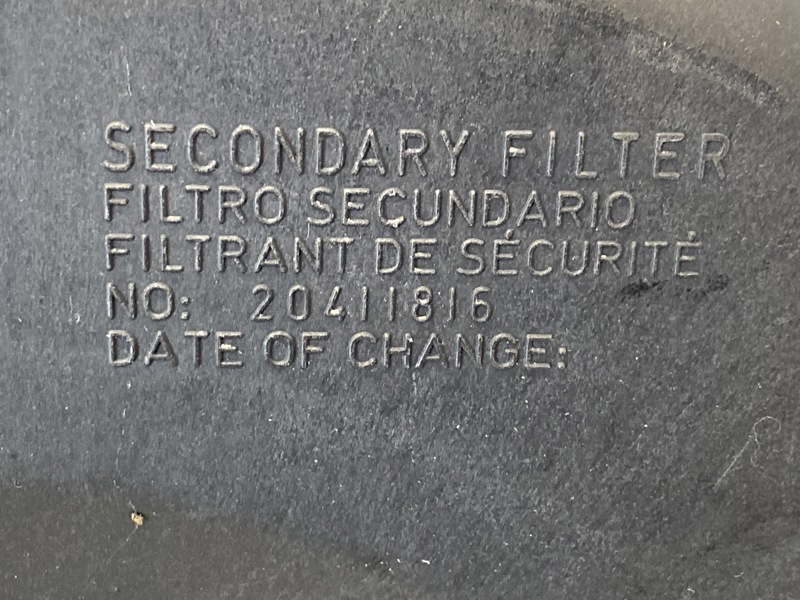 SECONDARY FILTER
FILTRO SECUNDARIO
FILTRANT DE SÉCURITÉ
NO: 20411816
DATE OF CHANGE: